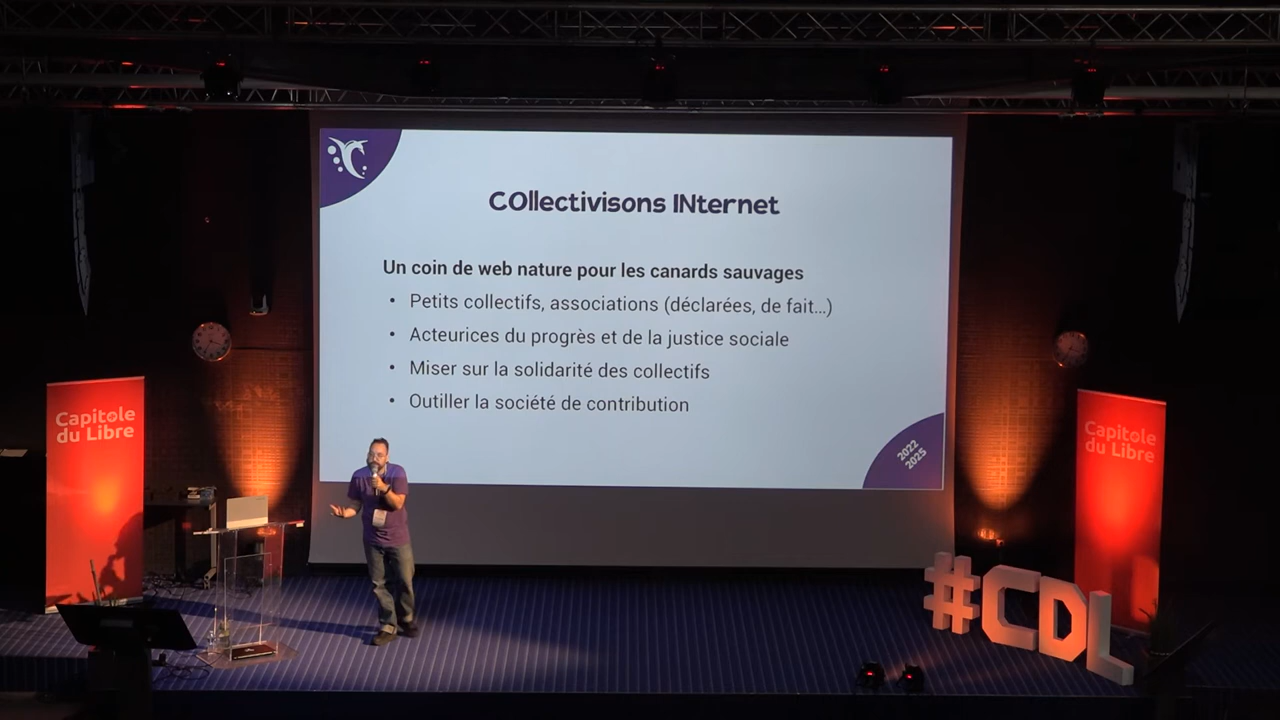 COllectivisons INternet
Un coin de web nature pour les canards sauvages
• Petits collectifs, associations (déclarées, de fait...)
• Acteurices du progrès et de la justice sociale
• Miser sur la solidarité des collectifs
• Outiller la société de contribution
2022
2025
Capitole
du Libre
Capitole
du Libre
#CDL